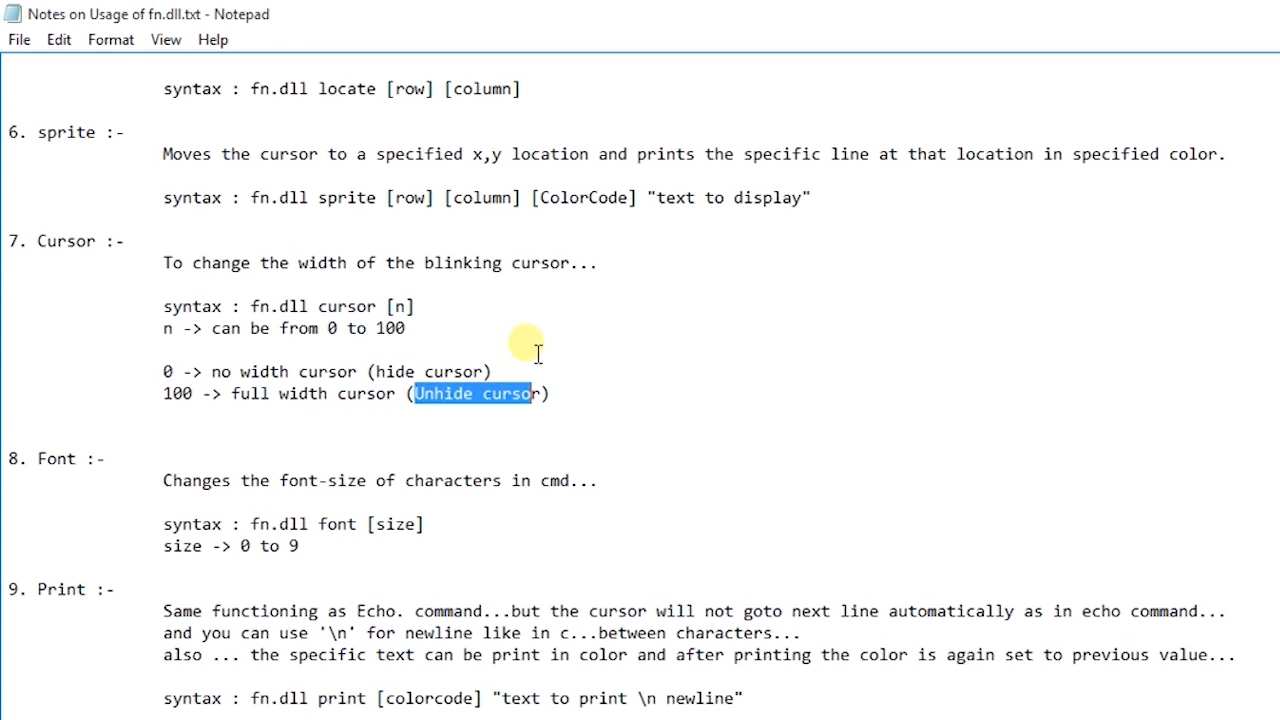 Notes on Usage of fn.dll.txt - Notepad
File Edit Format View Help
syntax : fn.dll locate [row] [column]
6. sprite :-
Moves the cursor to a specified x,y location and prints the specific line at that location in specified color.
syntax : fn.dll sprite [row] [column] [ColorCode] "text to display"
7. Cursor :-
To change the width of the blinking cursor...
syntax : fn.dll cursor [n]
n -> can be from 0 to 100
0 -> no width cursor (hide cursor)
100 -> full width cursor (Unhide cursor)
8. Font :-
Changes the font-size of characters in cmd...
syntax : fn.dll font [size]
size -> 0 to 9
9. Print :-
Same functioning as Echo. command...but the cursor will not goto next line automatically as in echo command...
and you can use '\n' for newline like in c...between characters...
also ... the specific text can be print in color and after printing the color is again set to previous value...
syntax : fn.dll print [colorcode] "text to print \n newline"